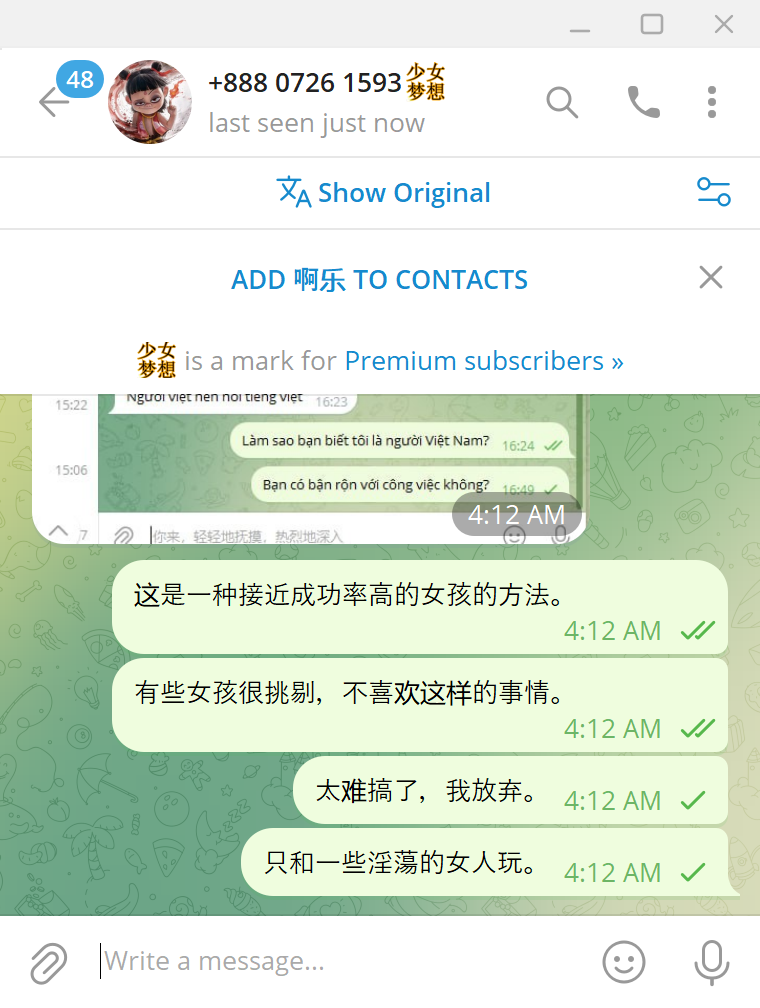 48
+888 0726 1593 少女梦想
last seen just now
Show Original
ADD 啊乐 TO CONTACTS
少女梦想 is a mark for Premium subscribers »
15:22
Người việt nên nói tiếng việt 16:23
Làm sao bạn biết tôi là người Việt Nam? 16:24
15:06
Bạn có bận rộn với công việc không? 16:49
4:12 AM
7
你来，轻轻地抚摸，热烈地深入
这是一种接近成功率高的女孩的方法。
4:12 AM
有些女孩很挑剔，不喜欢这样的事情。
4:12 AM
太难搞了，我放弃。 4:12 AM
只和一些淫蕩的女人玩。 4:12 AM
Write a message...